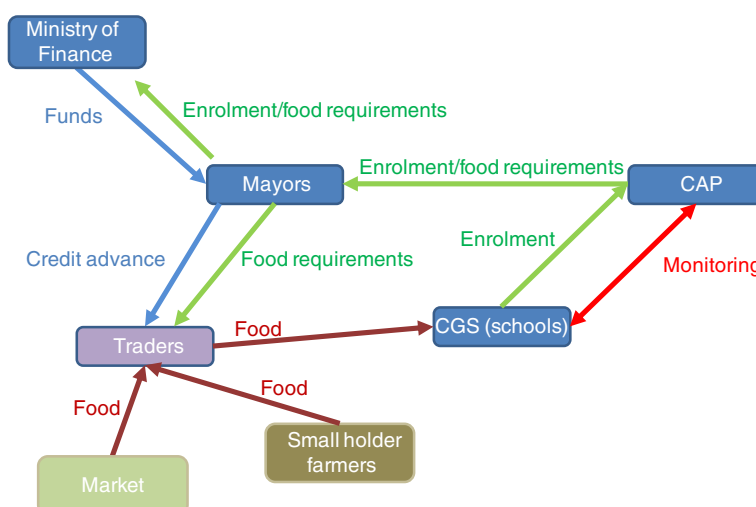 Ministry of
Finance
Funds
Enrolment/food requirements
Enrolment/food requirements
Mayors
CAP
Credit advance
Food requirements
Enrolment
Monitoring
Traders
Food
CGS (schools)
Food
Food
Small holder
farmers
Market